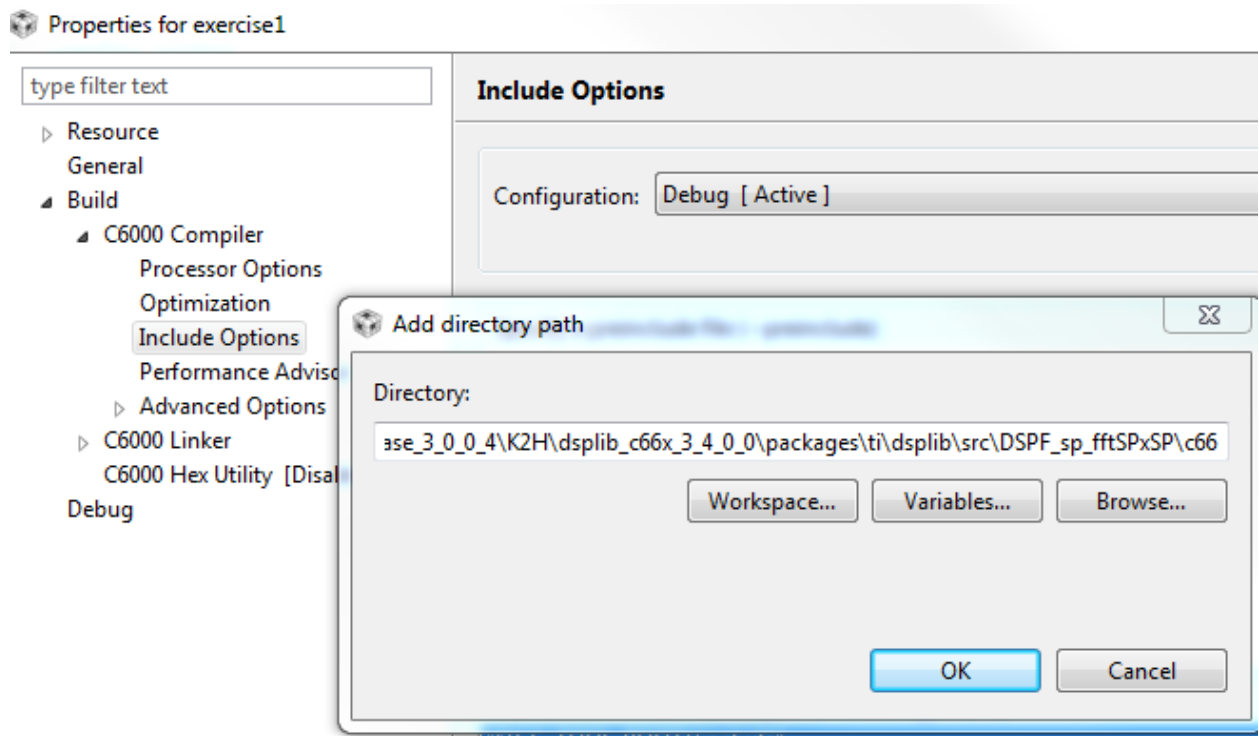 Properties for exercise1
type filter text
Include Options
Resource
General
Configuration:
Debug [ Active ]
Build
C6000 Compiler
Processor Options
Optimization
Include Options
Performance
Advanced Options
C6000 Linker
C6000 Hex Utility
Debug
Add directory path
Directory:
ase_3_0_0_4\K2H\dsplib_c66x_3_4_0_0\packages\ti\dsplib\src\DSPF_sp_fftSPxSP\c66
Workspace...
Variables...
Browse...
OK
Cancel